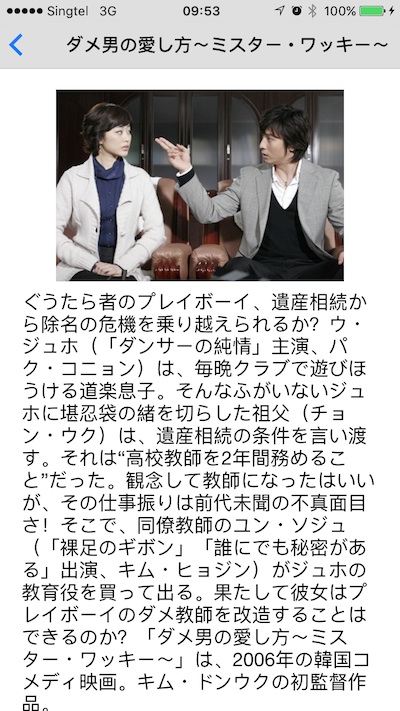 Singtel 3G 09:53 100%
ダメ男の愛し方〜ミスター・ワッキー〜
ぐうたら者のプレイボーイ、遺産相続か
ら除名の危機を乗り越えられるか? ウ・
ジュホ（「ダンサーの純情」主演、パ
ク・コニョン）は、毎晩クラブで遊びほ
うける道楽息子。そんなふがいないジュ
ホに堪忍袋の緒を切らした祖父（チョ
ン・ウク）は、遺産相続の条件を言い渡
す。それは“高校教師を2年間務めるこ
と”だった。観念して教師になったはいい
が、その仕事振りは前代未聞の不真面目
さ! そこで、同僚教師のユン・ソジュ
（「裸足のギボン」「誰にでも秘密があ
る」出演、キム・ヒョジン）がジュホの
教育役を買って出る。果たして彼女はプ
レイボーイのダメ教師を改造することは
できるのか? 「ダメ男の愛し方〜ミス
ター・ワッキー〜」は、2006年の韓国コ
メディ映画。キム・ドンウクの初監督作
品。